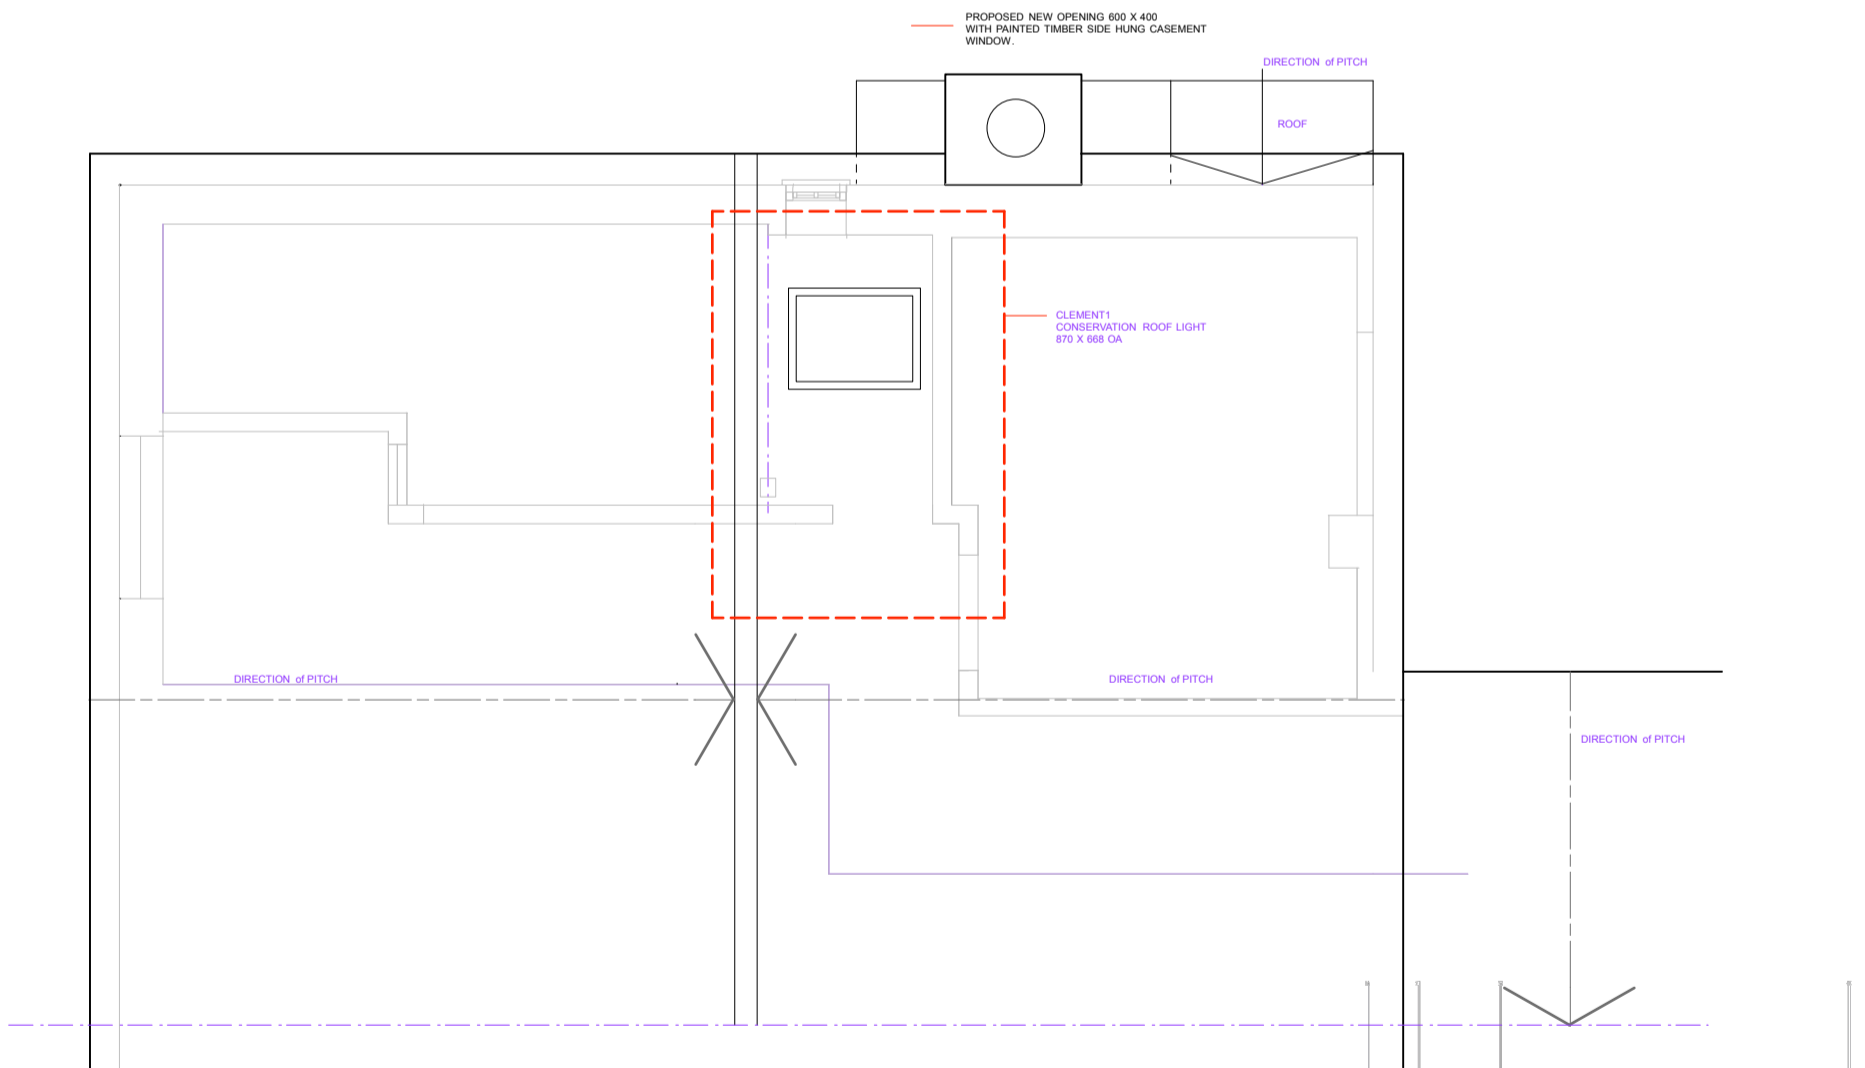 PROPOSED NEW OPENING 600 X 400
WITH PAINTED TIMBER SIDE HUNG CASEMENT
WINDOW.
DIRECTION of PITCH
ROOF
CLEMENT1
CONSERVATION ROOF LIGHT
870 X 668 OA
DIRECTION of PITCH
DIRECTION of PITCH
DIRECTION of PITCH